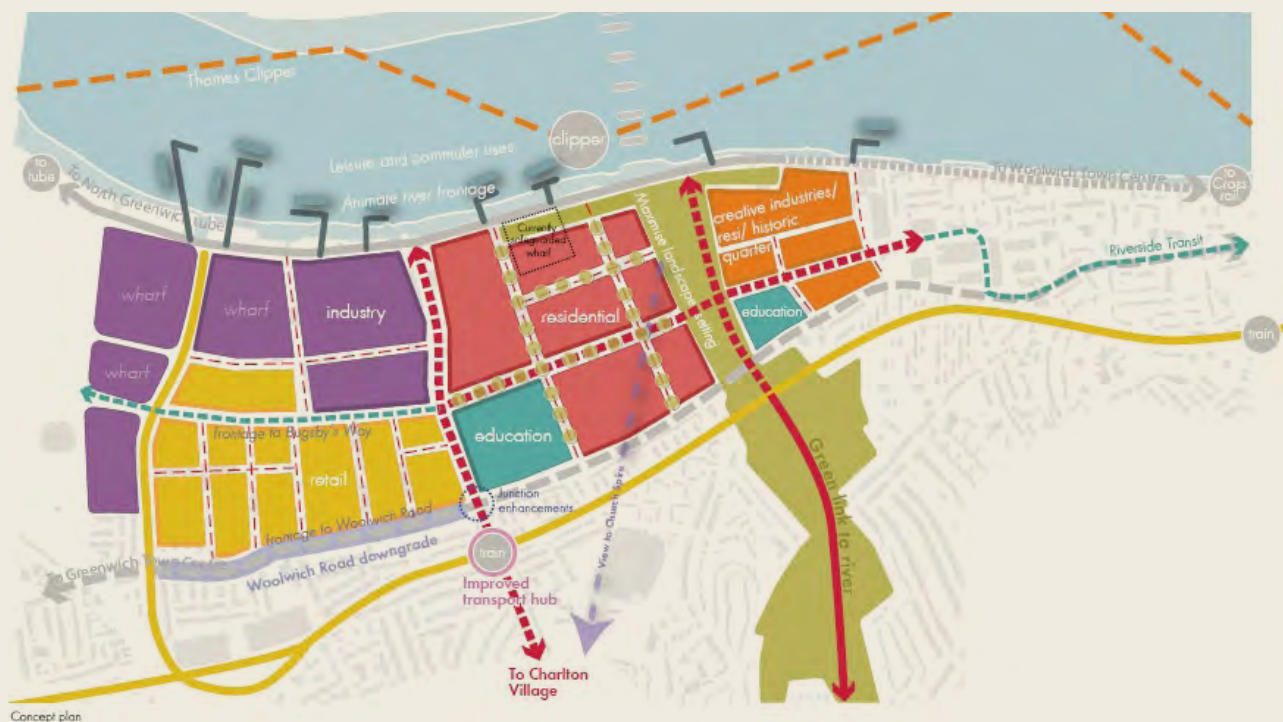 Thames Clipper
clipper
Leisure and commuter uses
Animate river frontage
to
tube
To North Greenwich tube
To Woolwich Town Centre
to
Cross
rail
Currently
safeguarded
wharf
Maximise landscape setting
creative industries/
resi/ historic
quarter
Riverside Transit
wharf
wharf
industry
residential
education
train
wharf
frontage to Bugsby's Way
education
retail
Junction
enhancements
frontage to Woolwich Road
Woolwich Road downgrade
To Greenwich Town Centre
train
Improved
transport hub
View to Church Spire
Green link to river
To Charlton
Village
Concept plan